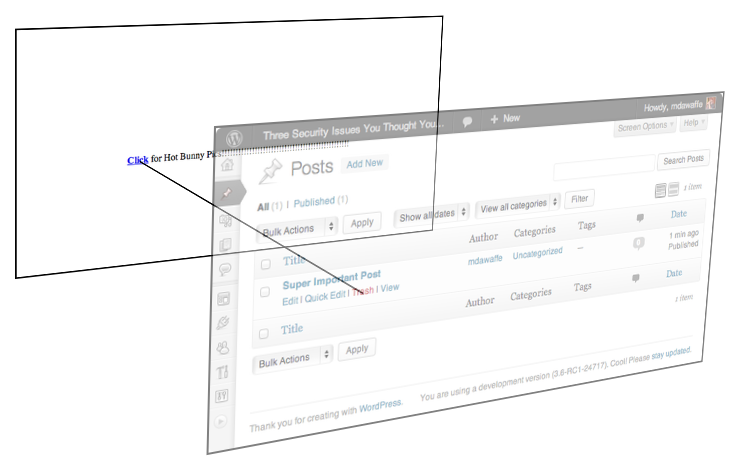 Howdy, mdawaffe
Three Security Issues You Thought You... + New
Screen Options Help
Click for Hot Bunny Pics!!!!!!!!!!!!!!!!!!!!!!!!!!!!!!!!!!!!!!!!!!!!!!!!!!!!
Posts Add New
Search Posts
All (1) | Published (1)
1 item
Bulk Actions Apply Show all dates View all categories Filter
Title Author Categories Tags Date
Super Important Post mdawaffe Uncategorized — 0 1 min ago
Published
Edit | Quick Edit | Trash | View
Title Author Categories Tags Date
1 item
Bulk Actions Apply
Thank you for creating with WordPress. You are using a development version (3.6-RC1-24717). Cool! Please stay updated.